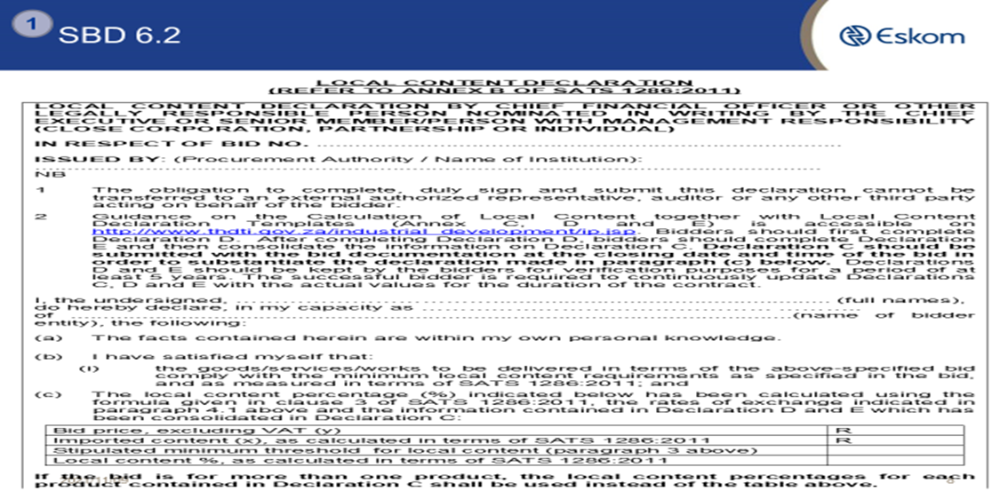 1
SBD 6.2
Eskom
LOCAL CONTENT DECLARATION
(REFER TO ANNEX B OF SATS 1286:2011)
LOCAL CONTENT DECLARATION BY CHIEF FINANCIAL OFFICER OR OTHER
LEGALLY RESPONSIBLE PERSON NOMINATED IN WRITING BY THE CHIEF
EXECUTIVE OR SENIOR MEMBER/PERSON WITH MANAGEMENT RESPONSIBILITY
(CLOSE CORPORATION, PARTNERSHIP OR INDIVIDUAL)
IN RESPECT OF BID NO. .................................................................................
ISSUED BY: (Procurement Authority / Name of Institution):
.........................................................................................................................
NB
1 The obligation to complete, duly sign and submit this declaration cannot be
transferred to an external authorized representative, auditor or any other third party
acting on behalf of the bidder.
2 Guidance on the Calculation of Local Content together with Local Content
Declaration Templates (Annex C, D and E) is accessible on
http://www.thdti.gov.za/industrial_development/ip.jsp. Bidders should first complete
Declaration D. After completing Declaration D, bidders should complete Declaration
E and then consolidate the information on Declaration C. Declaration C should be
submitted with the bid documentation at the closing date and time of the bid in
order to substantiate the declaration made in paragraph (c) below. Declarations
D and E should be kept by the bidders for verification purposes for a period of at
least 5 years. The successful bidder is required to continuously update Declarations
C, D and E with the actual values for the duration of the contract.
I, the undersigned, ................................................................................ (full names),
do hereby declare, in my capacity as ...............................................................
of .......................................................................................................(name of bidder
entity), the following:
(a) The facts contained herein are within my own personal knowledge.
(b) I have satisfied myself that:
(i) the goods/services/works to be delivered in terms of the above-specified bid
comply with the minimum local content requirements as specified in the bid,
and as measured in terms of SATS 1286:2011; and
(c) The local content percentage (%) indicated below has been calculated using the
formula given in clause 3 of SATS 1286:2011, the rates of exchange indicated in
paragraph 4.1 above and the information contained in Declaration D and E which has
been consolidated in Declaration C:
Bid price, excluding VAT (y) R
Imported content (x), as calculated in terms of SATS 1286:2011 R
Stipulated minimum threshold for local content (paragraph 3 above)
Local content %, as calculated in terms of SATS 1286:2011
If the bid is for more than one product, the local content percentages for each
product contained in Declaration C shall be used instead of the table above.